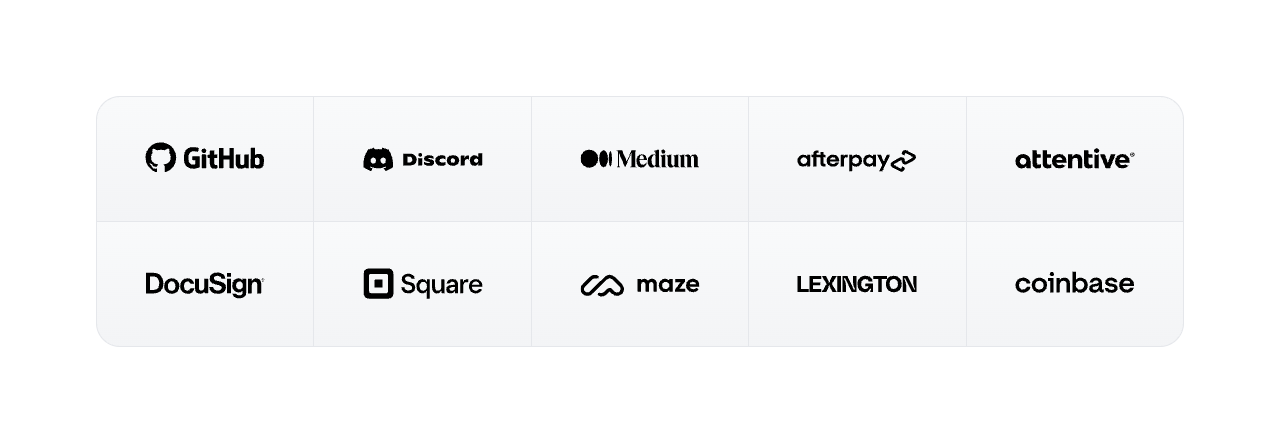 GitHub
Discord
Medium
afterpay
attentive®
DocuSign
Square
maze
LEXINGTON
coinbase